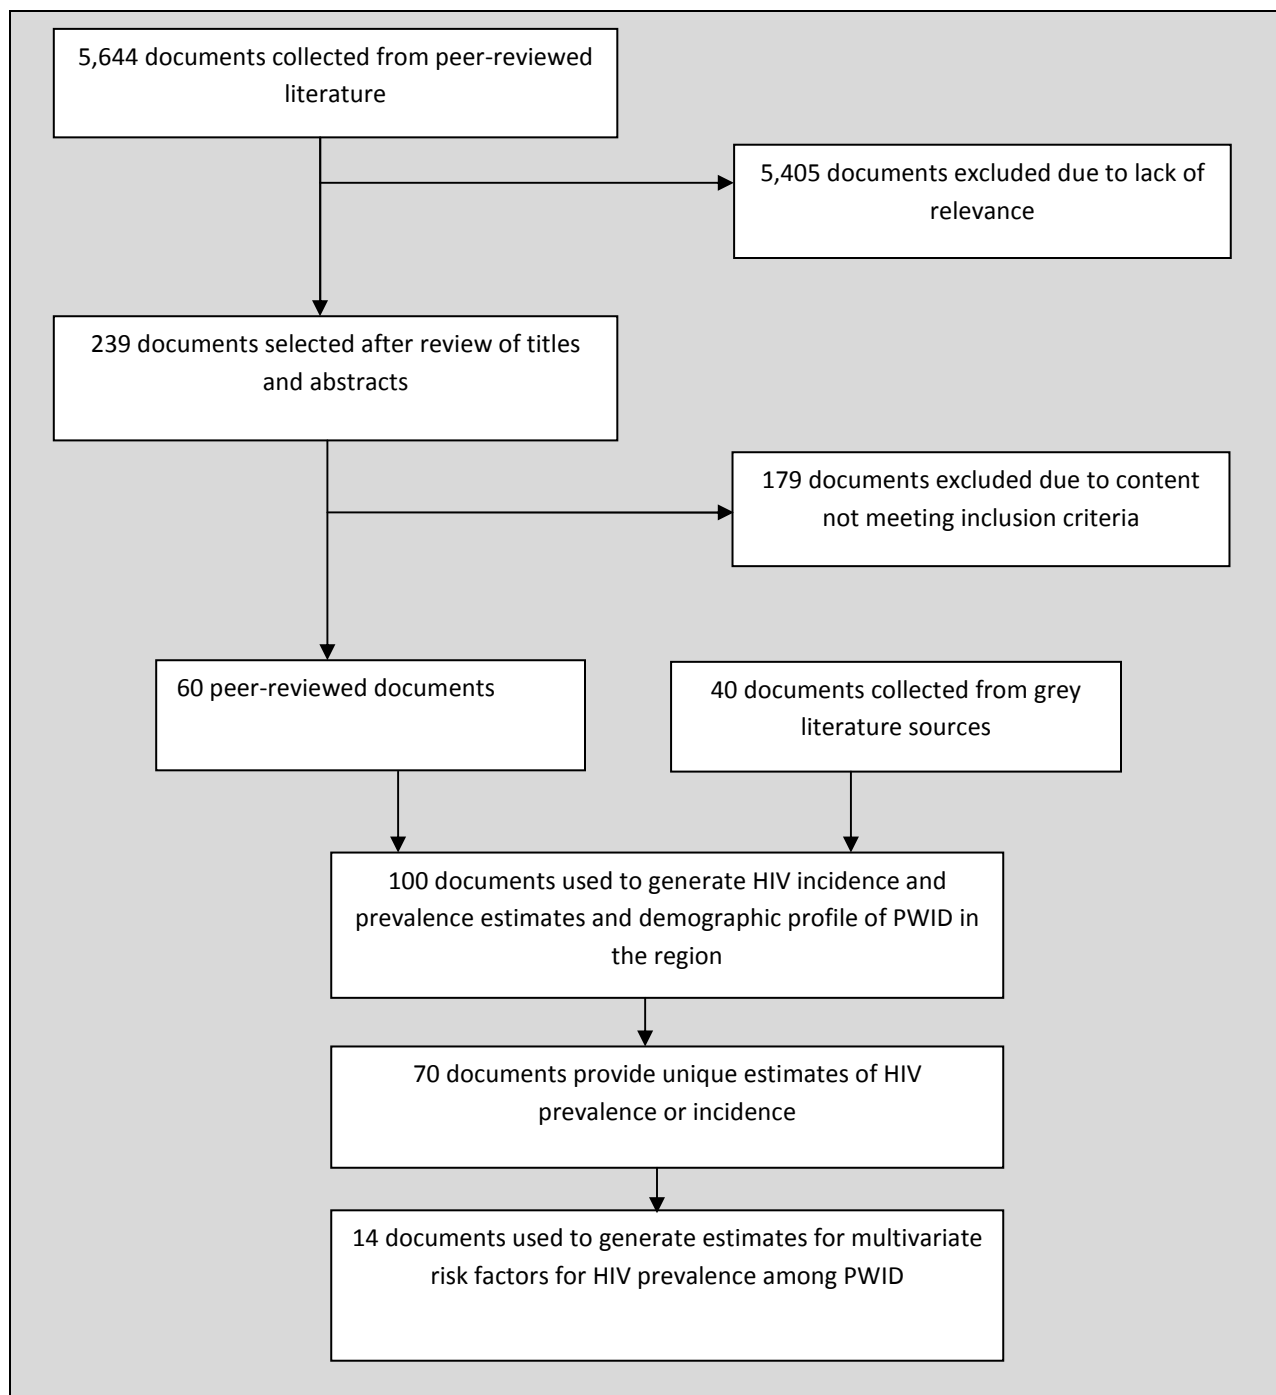 5,644 documents collected from peer-reviewed
literature
5,405 documents excluded due to lack of
relevance
239 documents selected after review of titles
and abstracts
179 documents excluded due to content
not meeting inclusion criteria
60 peer-reviewed documents
40 documents collected from grey
literature sources
100 documents used to generate HIV incidence and
prevalence estimates and demographic profile of PWID in
the region
70 documents provide unique estimates of HIV
prevalence or incidence
14 documents used to generate estimates for multivariate
risk factors for HIV prevalence among PWID